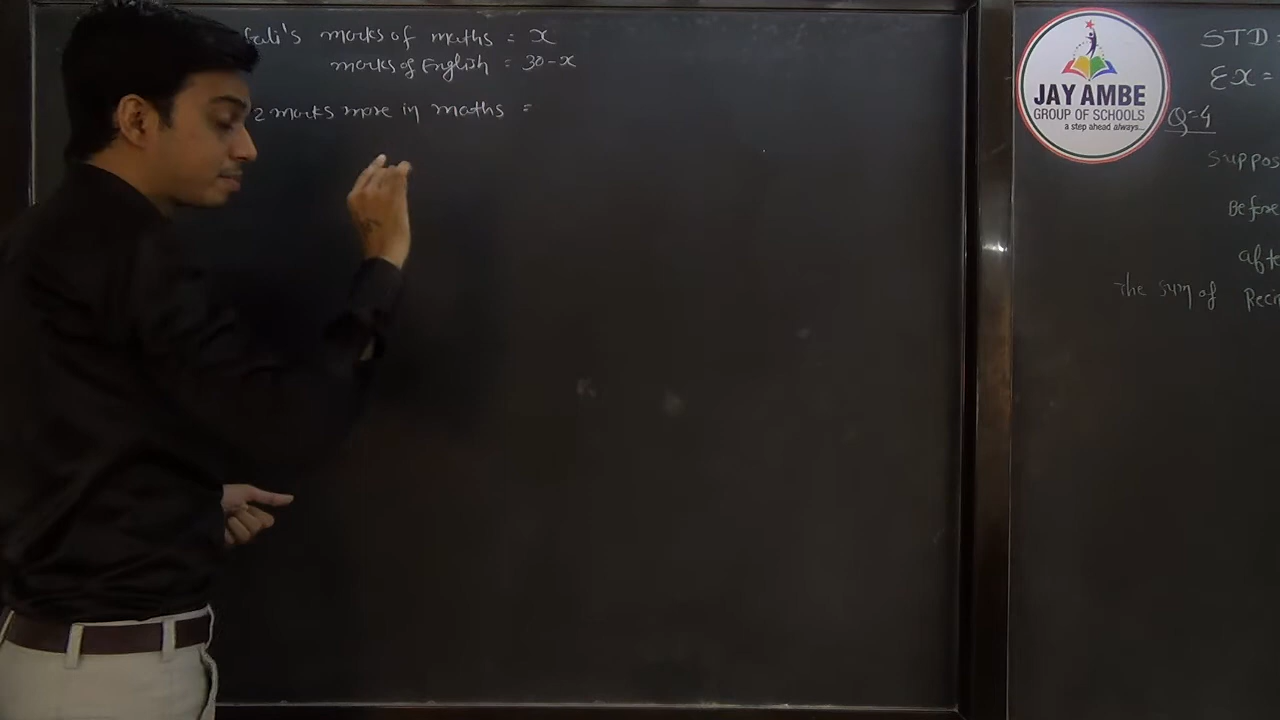 marks of maths = x
marks of English = 30 - x
2 marks more in maths =
JAY AMBE
GROUP OF SCHOOLS
a step ahead always...
STD =
EX =
Q=4
Suppos
Before
afte
The sum of Reci